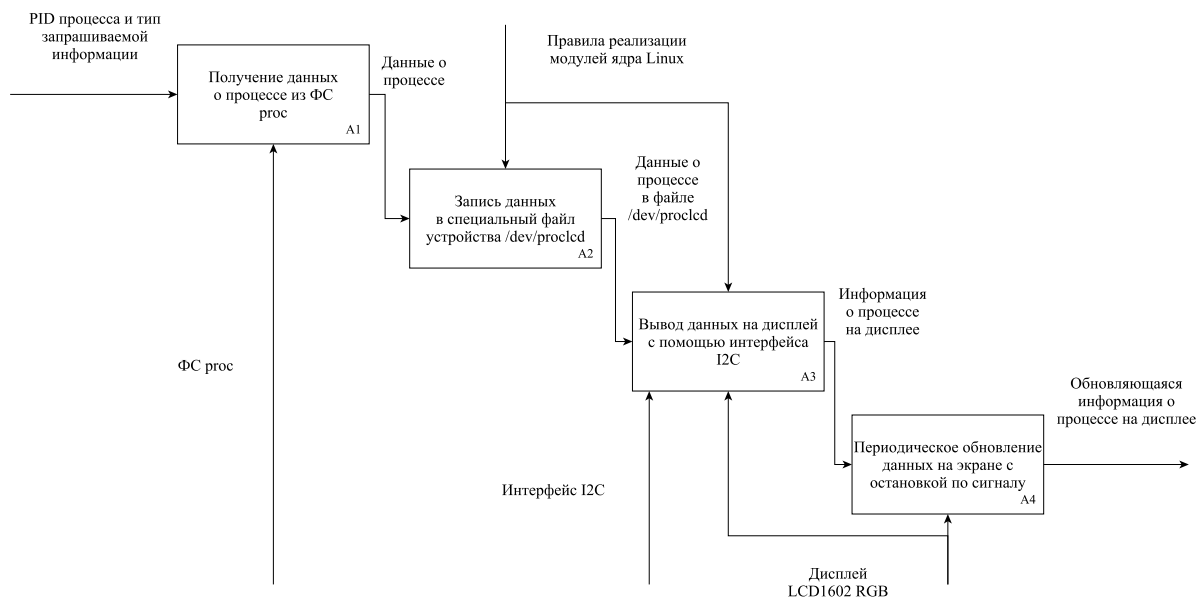 PID процесса и тип
запрашиваемой
информации
Получение данных
о процессе из ФС
proc
A1
Данные о
процессе
Правила реализации
модулей ядра Linux
Запись данных
в специальный файл
устройства /dev/proclcd
A2
Данные о
процессе
в файле
/dev/proclcd
Вывод данных на дисплей
с помощью интерфейса
I2C
A3
Информация
о процессе
на дисплее
ФС proc
Обновляющаяся
информация о
процессе на дисплее
Периодическое обновление
данных на экране с
остановкой по сигналу
A4
Интерфейс I2C
Дисплей
LCD1602 RGB